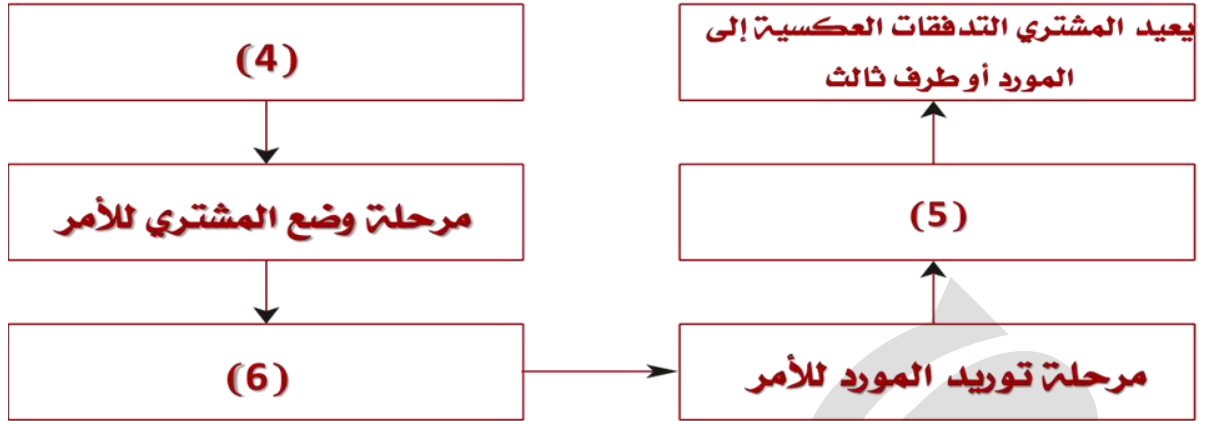 (4)
مرحلة وضع المشتري للأمر
(6)
يعيد المشتري التدفقات العكسية إلى
المورد أو طرف ثالث
(5)
مرحلة توريد المورد للأمر